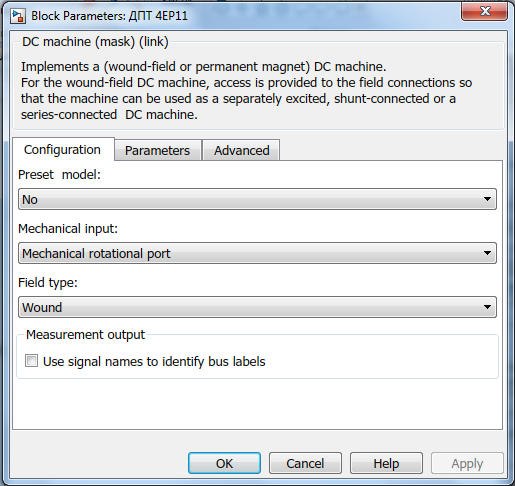 Block Parameters: ДПТ 4EP11
DC machine (mask) (link)
Implements a (wound-field or permanent magnet) DC machine.
For the wound-field DC machine, access is provided to the field connections so
that the machine can be used as a separately excited, shunt-connected or a
series-connected  DC machine.
Configuration Parameters Advanced
Preset  model:
No
Mechanical input:
Mechanical rotational port
Field type:
Wound
Measurement output
Use signal names to identify bus labels
OK Cancel Help Apply